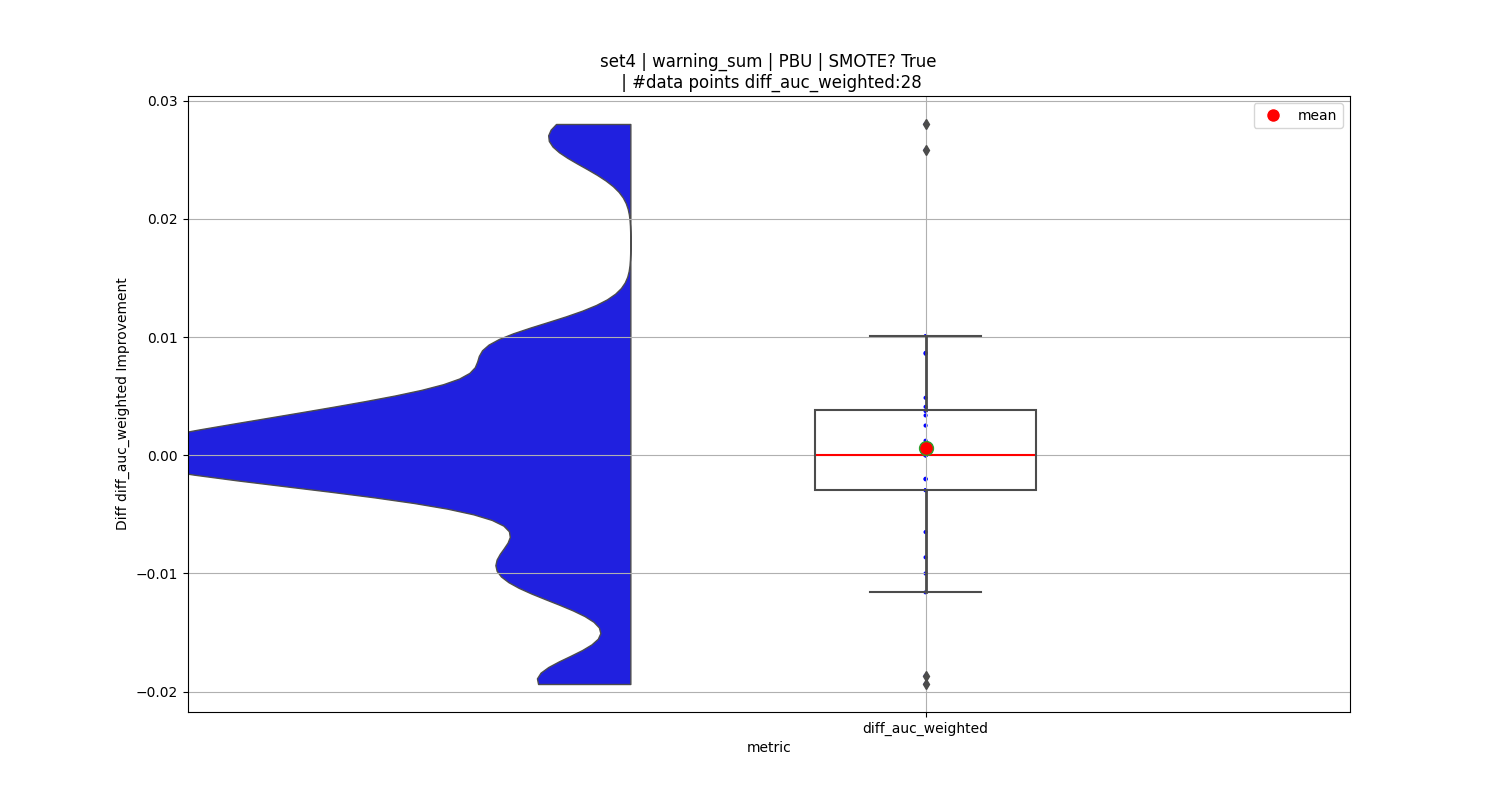 set4 | warning_sum | PBU | SMOTE? True
| #data points diff_auc_weighted:28
mean
Diff diff_auc_weighted Improvement
0.03
0.02
0.01
0.00
−0.01
−0.02
diff_auc_weighted
metric